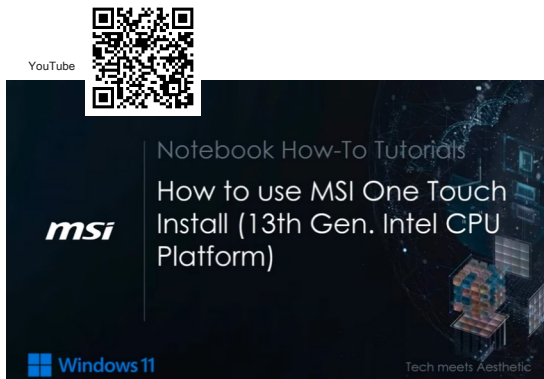 YouTube
Notebook How-To Tutorials
How to use MSI One Touch
Install (13th Gen. Intel CPU
Platform)
msi
Windows 11
Tech meets Aesthetic